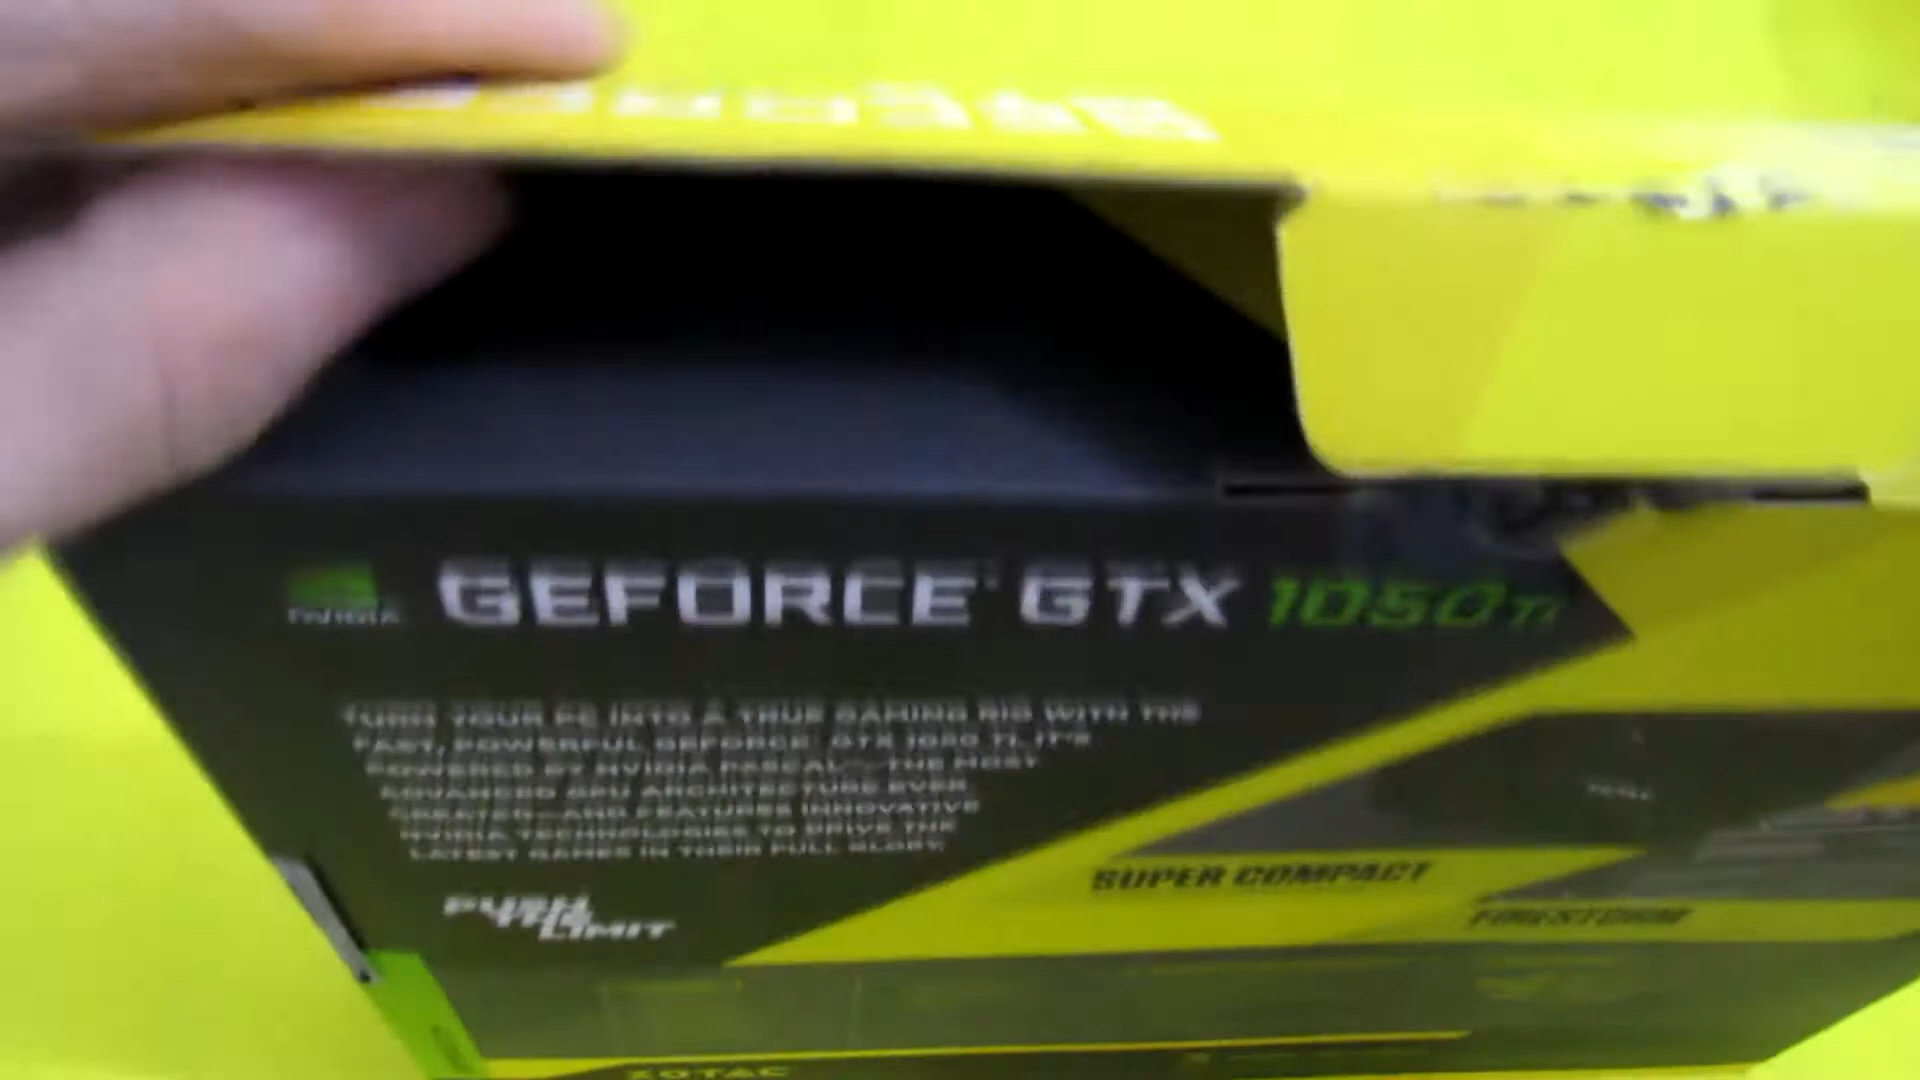 NVIDIA
GEFORCE GTX 1050 Ti
TURN YOUR PC INTO A TRUE GAMING RIG WITH THE
FAST, POWERFUL GEFORCE GTX 1050 TI. IT'S
POWERED BY NVIDIA PASCAL—THE MOST
ADVANCED GPU ARCHITECTURE EVER
CREATED—AND FEATURES INNOVATIVE
NVIDIA TECHNOLOGIES TO DRIVE THE
LATEST GAMES IN THEIR FULL GLORY.
PUSH
THE
LIMIT
SUPER COMPACT
FIRESTORM
ZOTAC